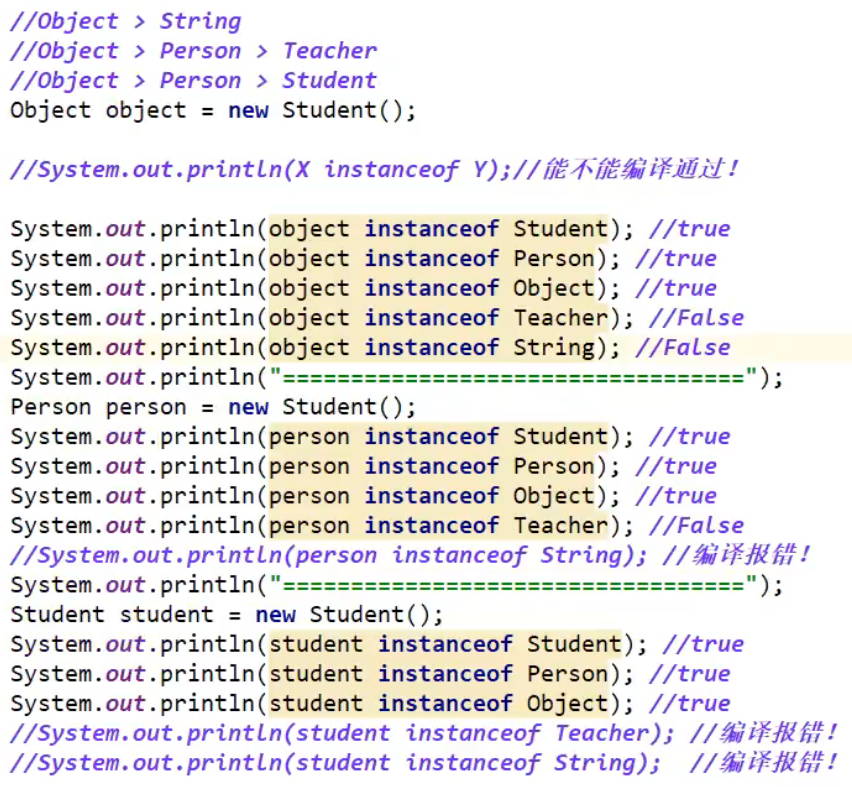 //Object > String
//Object > Person > Teacher
//Object > Person > Student
Object object = new Student();
//System.out.println(X instanceof Y);//能不能编译通过!
System.out.println(object instanceof Student); //true
System.out.println(object instanceof Person); //true
System.out.println(object instanceof Object); //true
System.out.println(object instanceof Teacher); //False
System.out.println(object instanceof String); //False
System.out.println("==================================");
Person person = new Student();
System.out.println(person instanceof Student); //true
System.out.println(person instanceof Person); //true
System.out.println(person instanceof Object); //true
System.out.println(person instanceof Teacher); //False
//System.out.println(person instanceof String); //编译报错!
System.out.println("==================================");
Student student = new Student();
System.out.println(student instanceof Student); //true
System.out.println(student instanceof Person); //true
System.out.println(student instanceof Object); //true
//System.out.println(student instanceof Teacher); //编译报错!
//System.out.println(student instanceof String);  //编译报错!